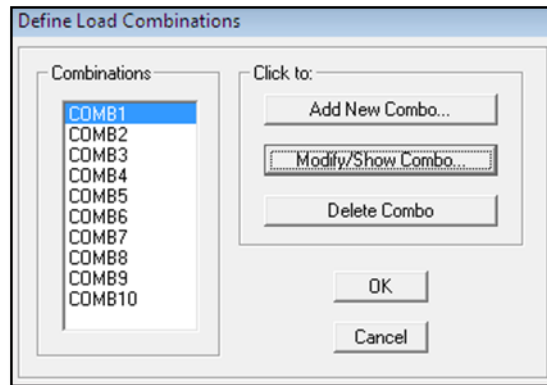 Define Load Combinations
Combinations
COMB1
COMB2
COMB3
COMB4
COMB5
COMB6
COMB7
COMB8
COMB9
COMB10
Click to:
Add New Combo...
Modify/Show Combo...
Delete Combo
OK
Cancel